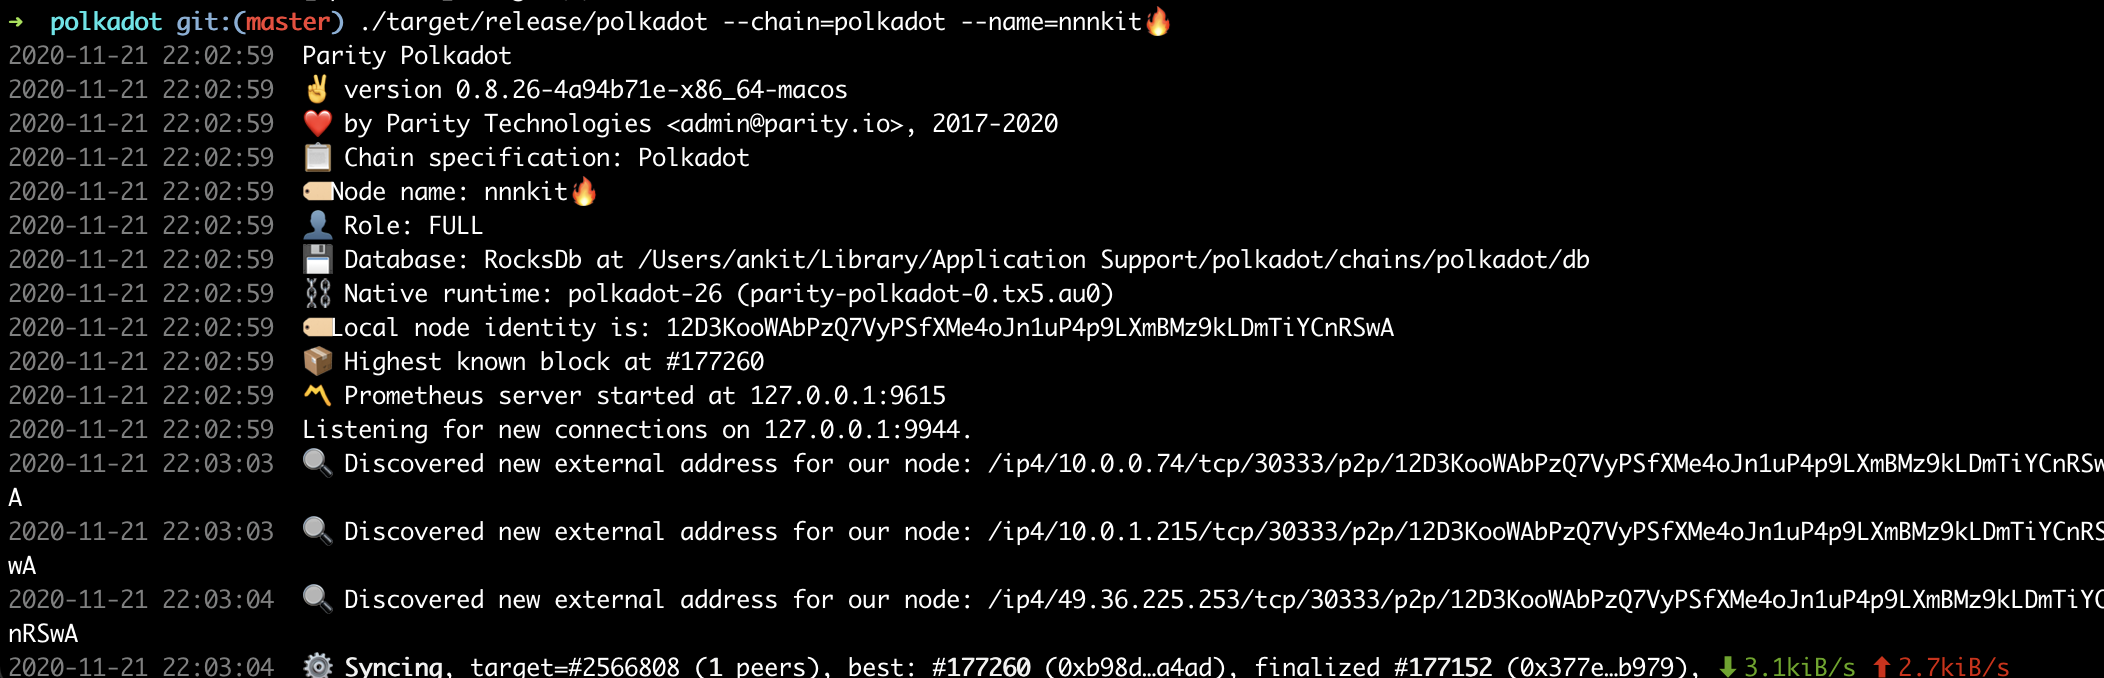 ➜  polkadot git:(master) ./target/release/polkadot --chain=polkadot --name=nnnkit🔥
2020-11-21 22:02:59  Parity Polkadot
2020-11-21 22:02:59  ✌️ version 0.8.26-4a94b71e-x86_64-macos
2020-11-21 22:02:59  ❤️ by Parity Technologies <admin@parity.io>, 2017-2020
2020-11-21 22:02:59  📋 Chain specification: Polkadot
2020-11-21 22:02:59  🏷Node name: nnnkit🔥
2020-11-21 22:02:59  👤 Role: FULL
2020-11-21 22:02:59  💾 Database: RocksDb at /Users/ankit/Library/Application Support/polkadot/chains/polkadot/db
2020-11-21 22:02:59  ⛓ Native runtime: polkadot-26 (parity-polkadot-0.tx5.au0)
2020-11-21 22:02:59  🏷Local node identity is: 12D3KooWAbPzQ7VyPSfXMe4oJn1uP4p9LXmBMz9kLDmTiYCnRSwA
2020-11-21 22:02:59  📦 Highest known block at #177260
2020-11-21 22:02:59  〽️ Prometheus server started at 127.0.0.1:9615
2020-11-21 22:02:59  Listening for new connections on 127.0.0.1:9944.
2020-11-21 22:03:03  🔍 Discovered new external address for our node: /ip4/10.0.0.74/tcp/30333/p2p/12D3KooWAbPzQ7VyPSfXMe4oJn1uP4p9LXmBMz9kLDmTiYCnRSw
A
2020-11-21 22:03:03  🔍 Discovered new external address for our node: /ip4/10.0.1.215/tcp/30333/p2p/12D3KooWAbPzQ7VyPSfXMe4oJn1uP4p9LXmBMz9kLDmTiYCnRS
wA
2020-11-21 22:03:04  🔍 Discovered new external address for our node: /ip4/49.36.225.253/tcp/30333/p2p/12D3KooWAbPzQ7VyPSfXMe4oJn1uP4p9LXmBMz9kLDmTiYC
nRSwA
2020-11-21 22:03:04  ⚙️ Syncing, target=#2566808 (1 peers), best: #177260 (0xb98d…a4ad), finalized #177152 (0x377e…b979), ⬇ 3.1kiB/s ⬆ 2.7kiB/s